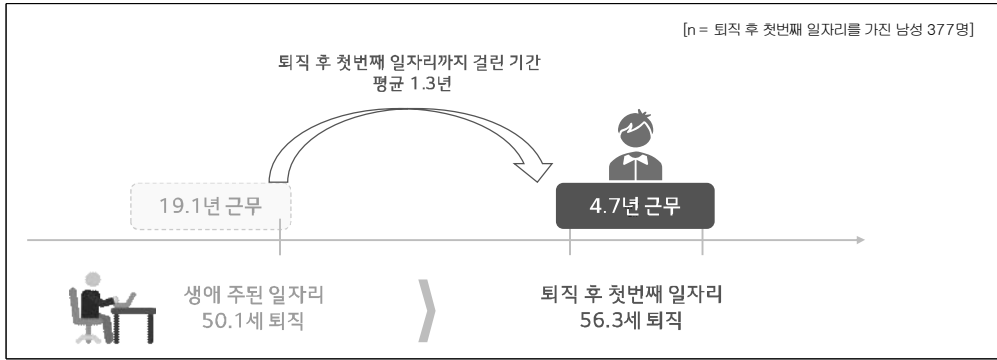 [n = 퇴직 후 첫번째 일자리를 가진 남성 377명]
퇴직 후 첫번째 일자리까지 걸린 기간
평균 1.3년
19.1년 근무
4.7년 근무
생애 주된 일자리
50.1세 퇴직
퇴직 후 첫번째 일자리
56.3세 퇴직